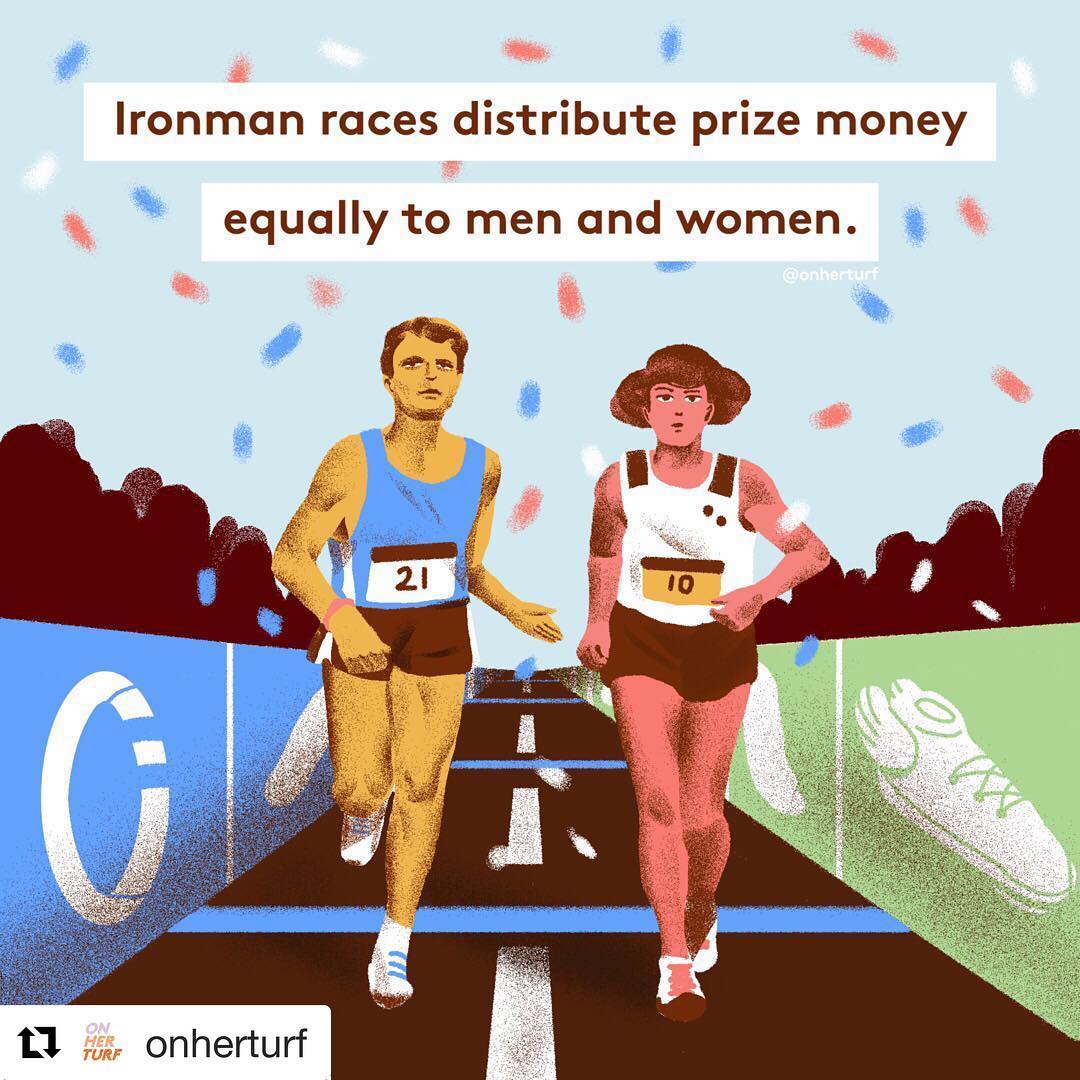 Ironman races distribute prize money
equally to men and women.
@onherturf
21
10
ON
HER
TURF
onherturf